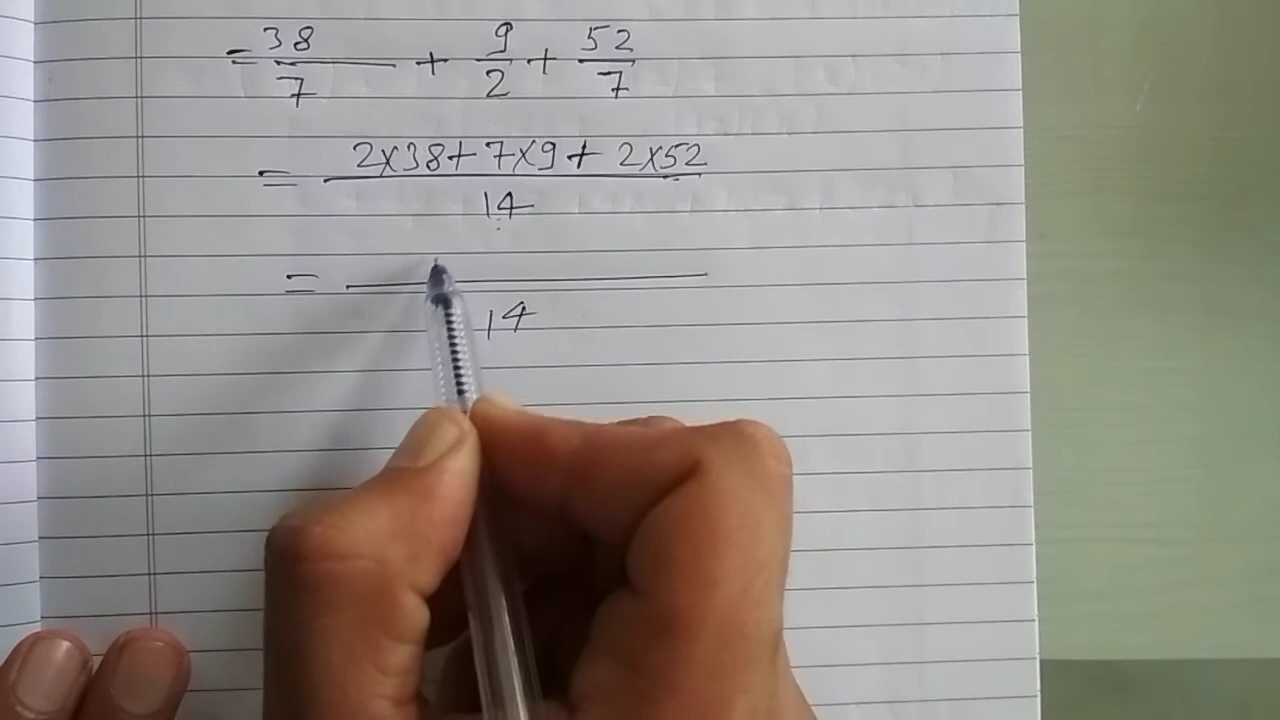 = 38/7 + 9/2 + 52/7
= 2×38+7×9+2×52 / 14
= / 14